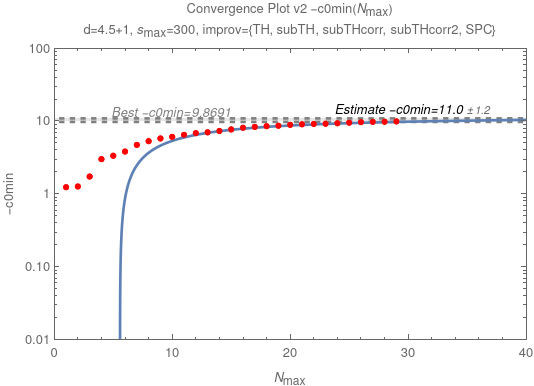 Convergence Plot v2 −c0min(Nmax)
d=4.5+1, smax=300, improv={TH, subTH, subTHcorr, subTHcorr2, SPC}
100
Best −c0min=9.8691
Estimate −c0min=11.0 ±1.2
10
−c0min
1
0.10
0.01
0 10 20 30 40
Nmax